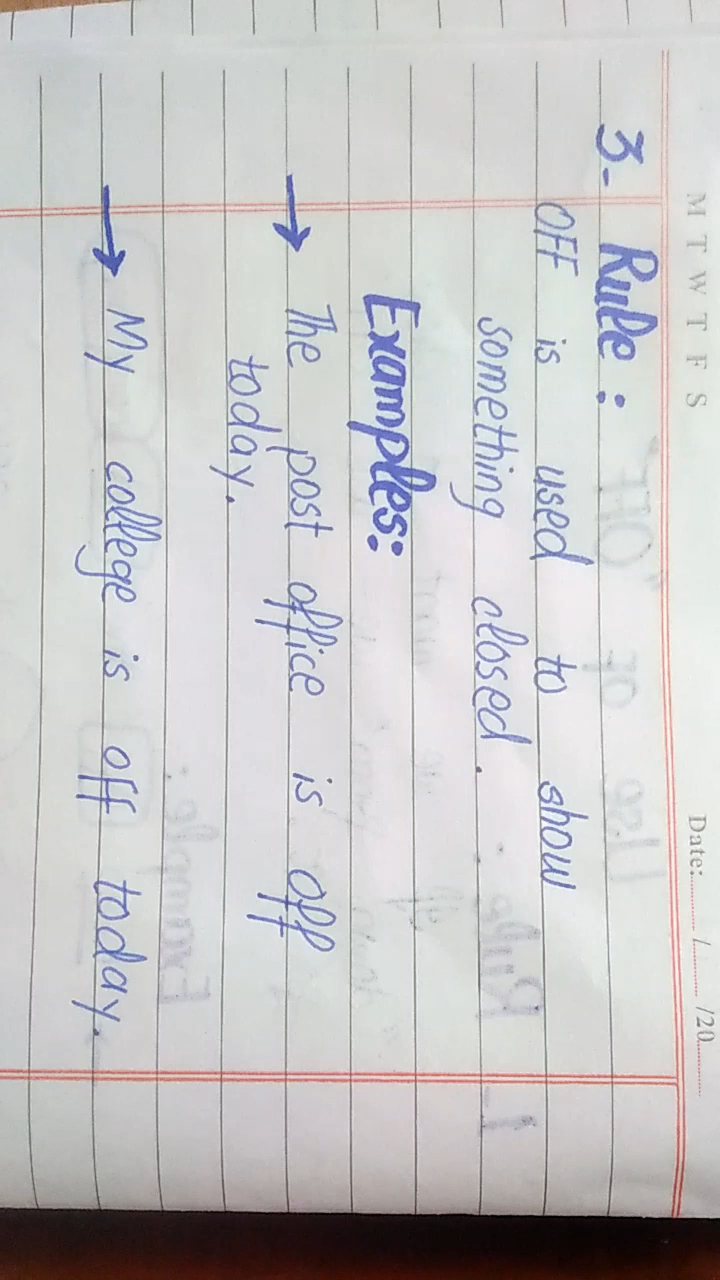 M T W T F S
Date: / /20
3. Rule :
OFF is used to show
something closed.
Examples:
→ The post office is off
today.
→ My college is off today.